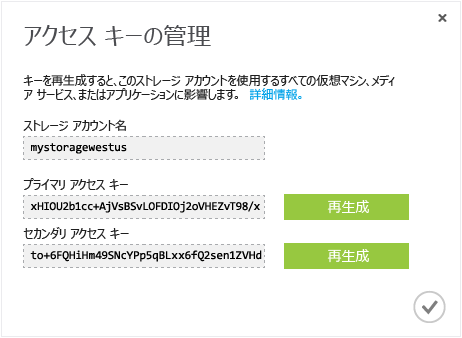 アクセス キーの管理
キーを再生成すると、このストレージ アカウントを使用するすべての仮想マシン、メディ
ア サービス、またはアプリケーションに影響します。 詳細情報。
ストレージ アカウント名
mystoragewestus
プライマリ アクセス キー
xHIOU2b1cc+AjVsBSvLOFDIOj2oVHEZvT98/x 再生成
セカンダリ アクセス キー
to+6FQHiHm49SNcYPp5qBLxx6fQ2sen1ZVHd 再生成